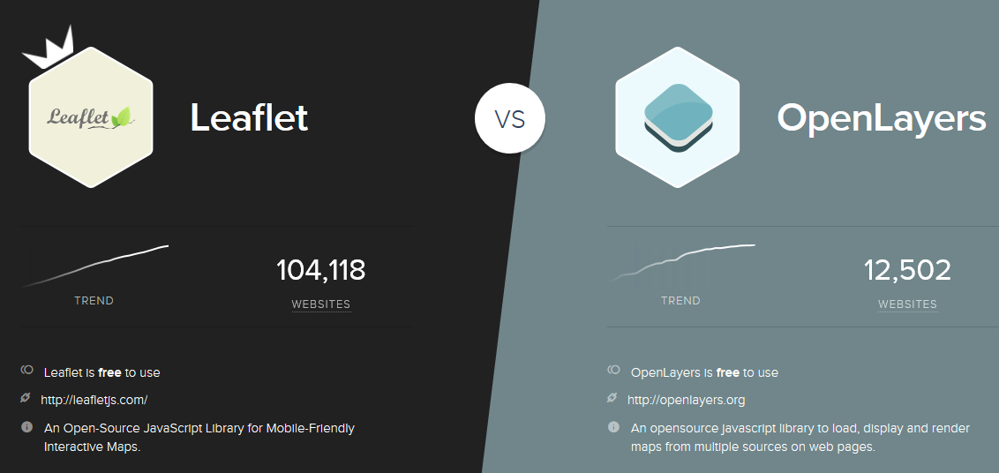 Leaflet
Leaflet
VS
OpenLayers
104,118
TREND
WEBSITES
12,502
TREND
WEBSITES
Leaflet is free to use
http://leafletjs.com/
An Open-Source JavaScript Library for Mobile-Friendly
Interactive Maps.
OpenLayers is free to use
http://openlayers.org
An opensource javascript library to load, display and render
maps from multiple sources on web pages.